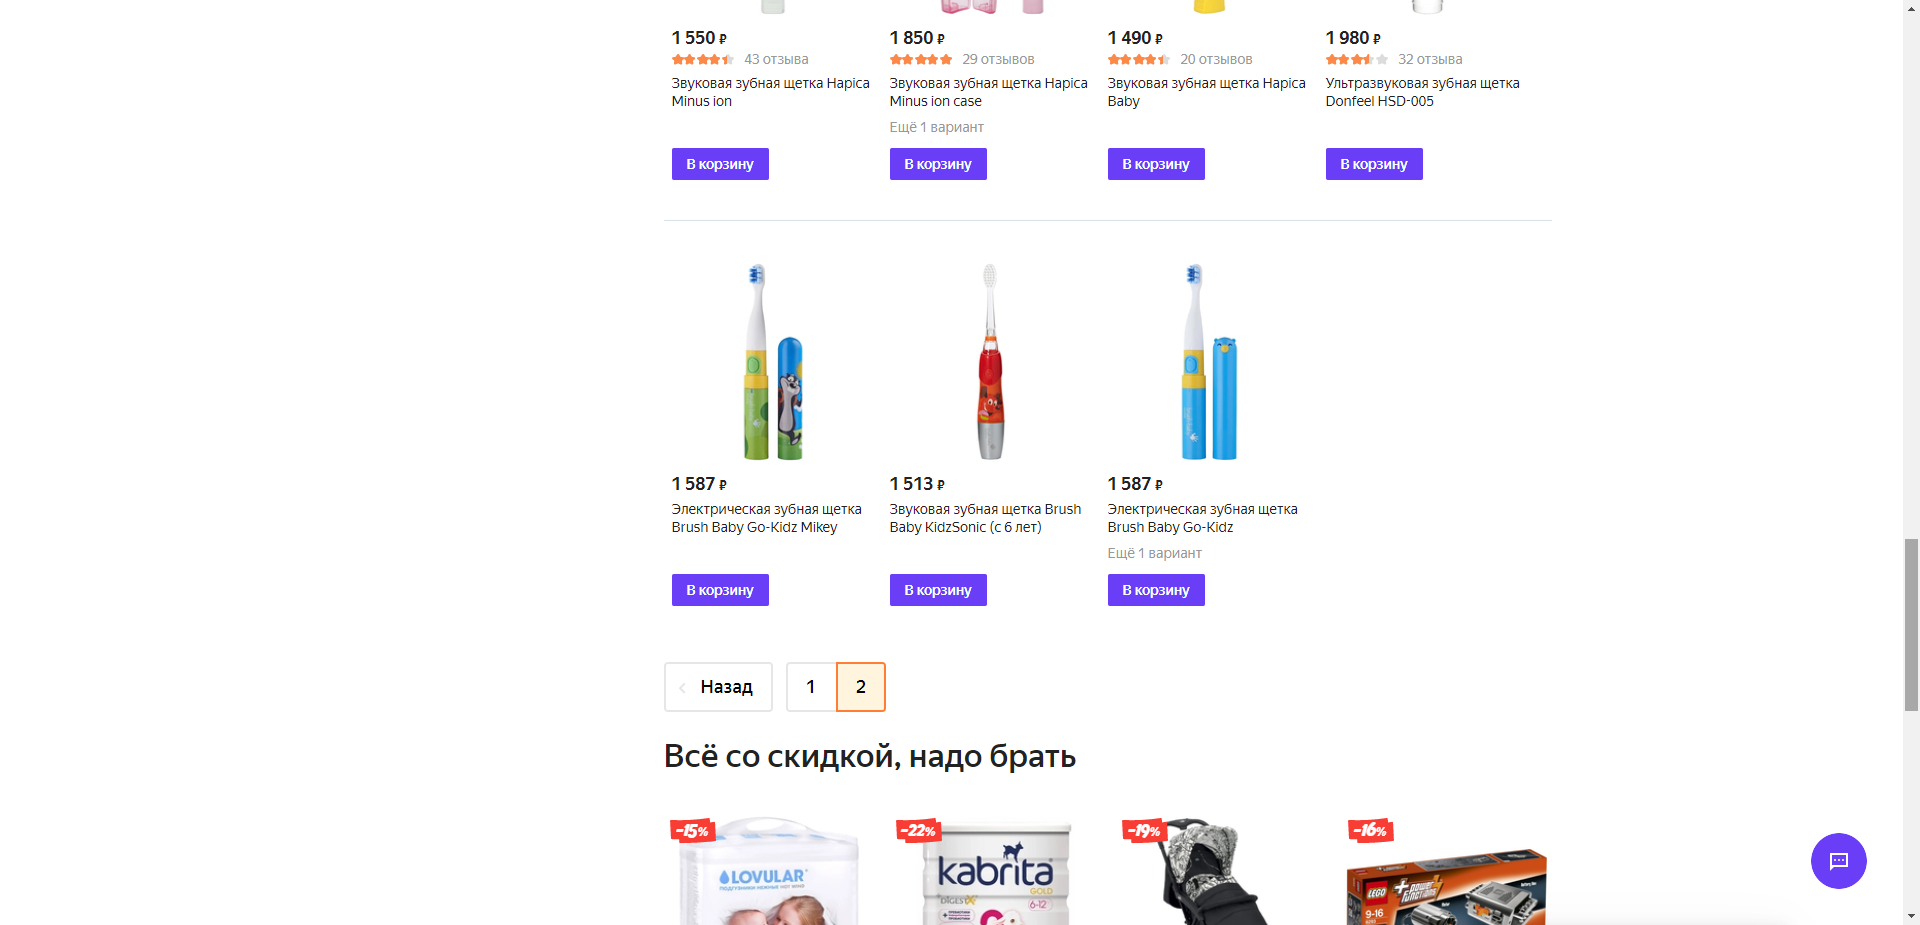 1 550 ₽
43 отзыва
Звуковая зубная щетка Hapica
Minus ion
В корзину
1 850 ₽
29 отзывов
Звуковая зубная щетка Hapica
Minus ion case
Ещё 1 вариант
В корзину
1 490 ₽
20 отзывов
Звуковая зубная щетка Hapica
Baby
В корзину
1 980 ₽
32 отзыва
Ультразвуковая зубная щетка
Donfeel HSD-005
В корзину
1 587 ₽
Электрическая зубная щетка
Brush Baby Go-Kidz Mikey
В корзину
1 513 ₽
Звуковая зубная щетка Brush
Baby KidzSonic (с 6 лет)
В корзину
1 587 ₽
Электрическая зубная щетка
Brush Baby Go-Kidz
Ещё 1 вариант
В корзину
Назад
1
2
Всё со скидкой, надо брать
-15%
LOVULAR
-22%
kabrita
GOLD
DIGESTX
6-12
-19%
-16%
LEGO
power
FUNCTIONS
9-16